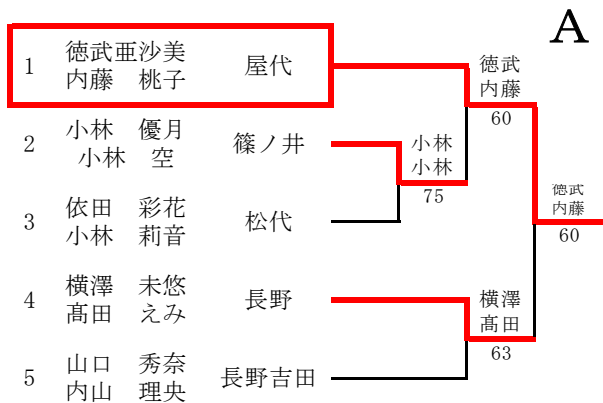 A
1 徳武亜沙美 屋代
内藤 桃子
2 小林 優月 篠ノ井
小林 空
3 依田 彩花 松代
小林 莉音
4 横澤 未悠 長野
髙田 えみ
5 山口 秀奈 長野吉田
内山 理央
徳武
内藤
60
小林
小林
75
徳武
内藤
60
横澤
髙田
63